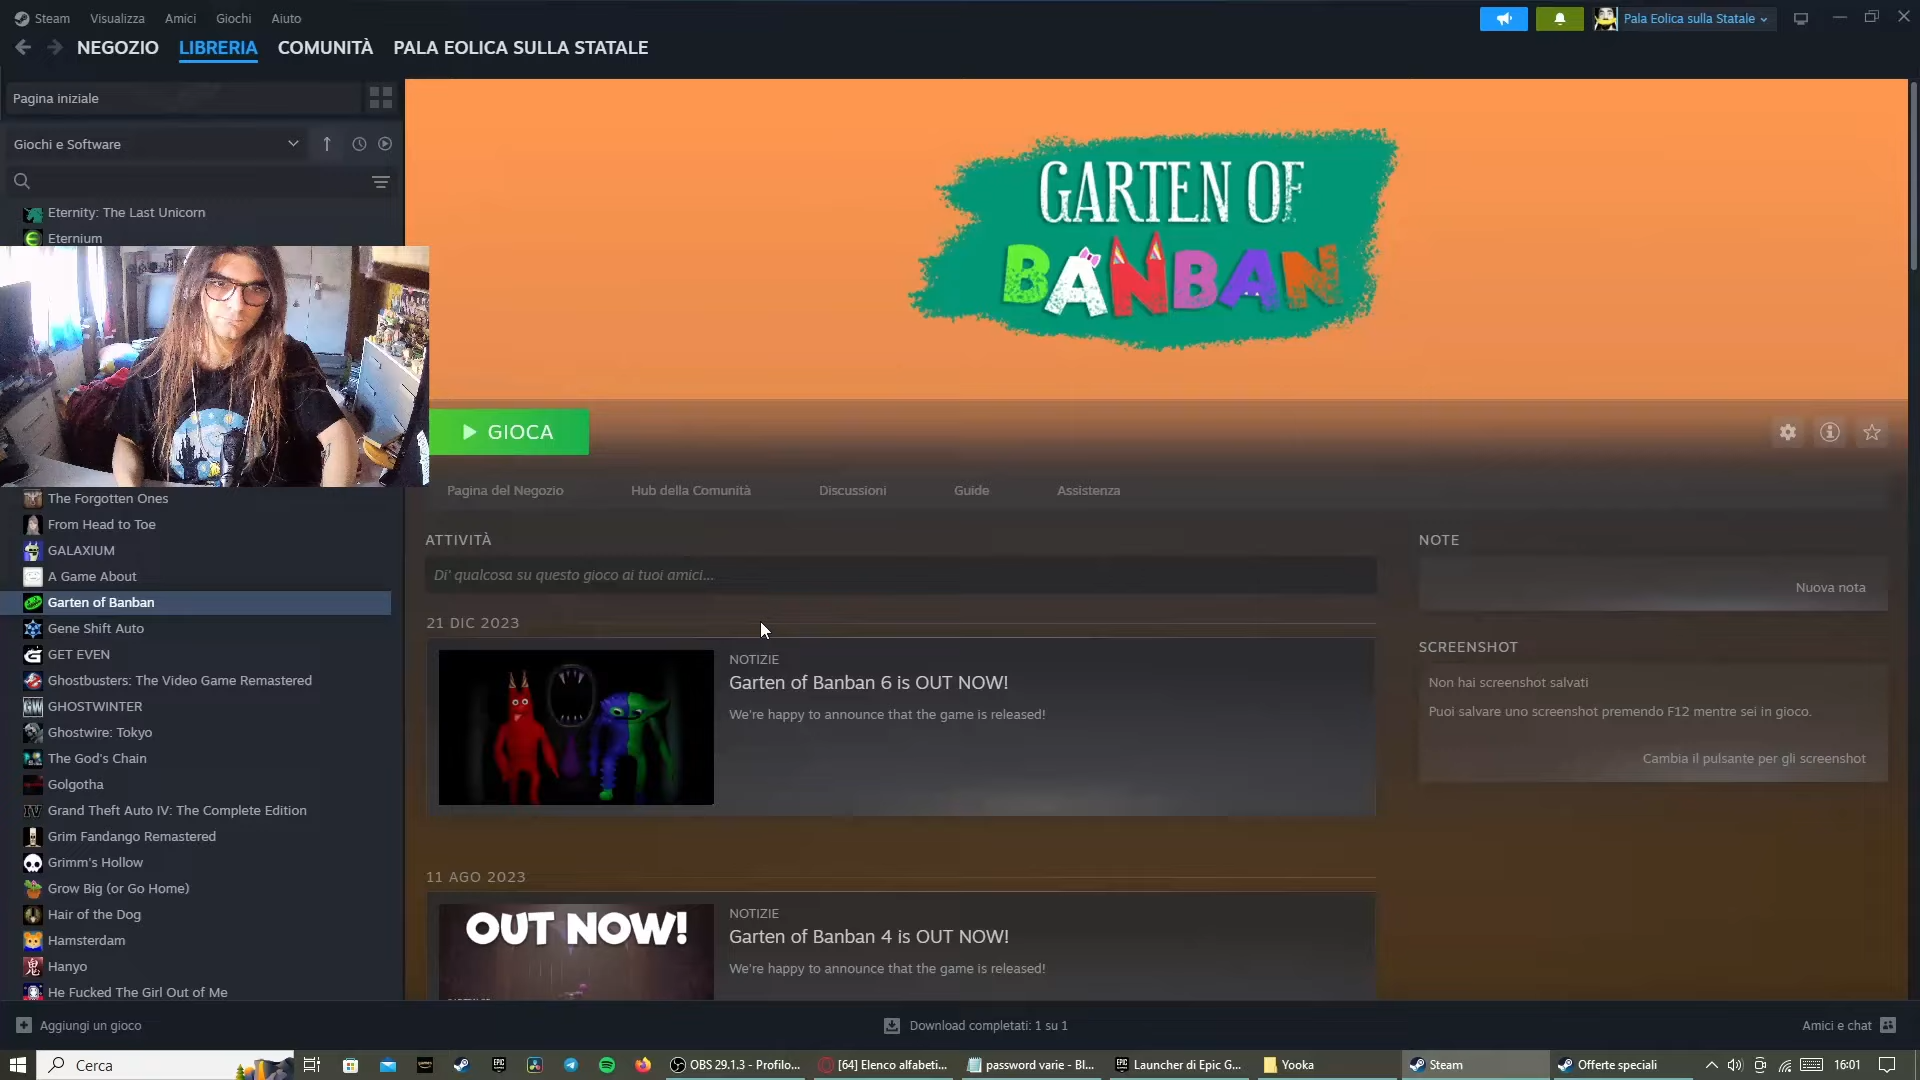 Steam
Visualizza
Amici
Giochi
Aiuto
Pala Eolica sulla Statale
NEGOZIO
LIBRERIA
COMUNITÀ
PALA EOLICA SULLA STATALE
Pagina iniziale
Giochi e Software
Eternity: The Last Unicorn
Eternium
The Forgotten Ones
From Head to Toe
GALAXIUM
A Game About
Garten of Banban
Gene Shift Auto
GET EVEN
Ghostbusters: The Video Game Remastered
GHOSTWINTER
Ghostwire: Tokyo
The God's Chain
Golgotha
Grand Theft Auto IV: The Complete Edition
Grim Fandango Remastered
Grimm's Hollow
Grow Big (or Go Home)
Hair of the Dog
Hamsterdam
Hanyo
He Fucked The Girl Out of Me
GARTEN OF
BANBAN
GIOCA
Pagina del Negozio
Hub della Comunità
Discussioni
Guide
Assistenza
ATTIVITÀ
Di' qualcosa su questo gioco ai tuoi amici...
21 DIC 2023
NOTIZIE
Garten of Banban 6 is OUT NOW!
We're happy to announce that the game is released!
11 AGO 2023
OUT NOW!
NOTIZIE
Garten of Banban 4 is OUT NOW!
We're happy to announce that the game is released!
NOTE
Nuova nota
SCREENSHOT
Non hai screenshot salvati
Puoi salvare uno screenshot premendo F12 mentre sei in gioco.
Cambia il pulsante per gli screenshot
Aggiungi un gioco
Download completati: 1 su 1
Amici e chat
Cerca
OBS 29.1.3 - Profilo...
[64] Elenco alfabeti...
password varie - Bl...
Launcher di Epic G...
Yooka
Steam
Offerte speciali
16:01